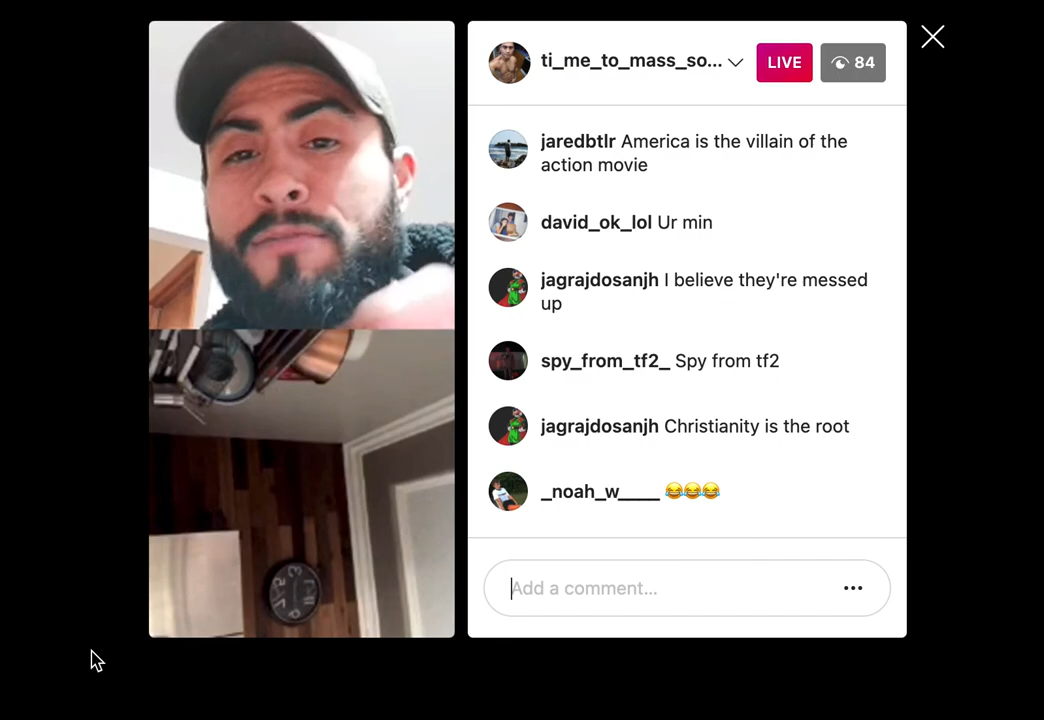 ti_me_to_mass_so...
LIVE
84
jaredbtlr America is the villain of the
action movie
david_ok_lol Ur min
jagrajdosanjh I believe they're messed
up
spy_from_tf2_ Spy from tf2
jagrajdosanjh Christianity is the root
_noah_w____ 😂😂😂
Add a comment...